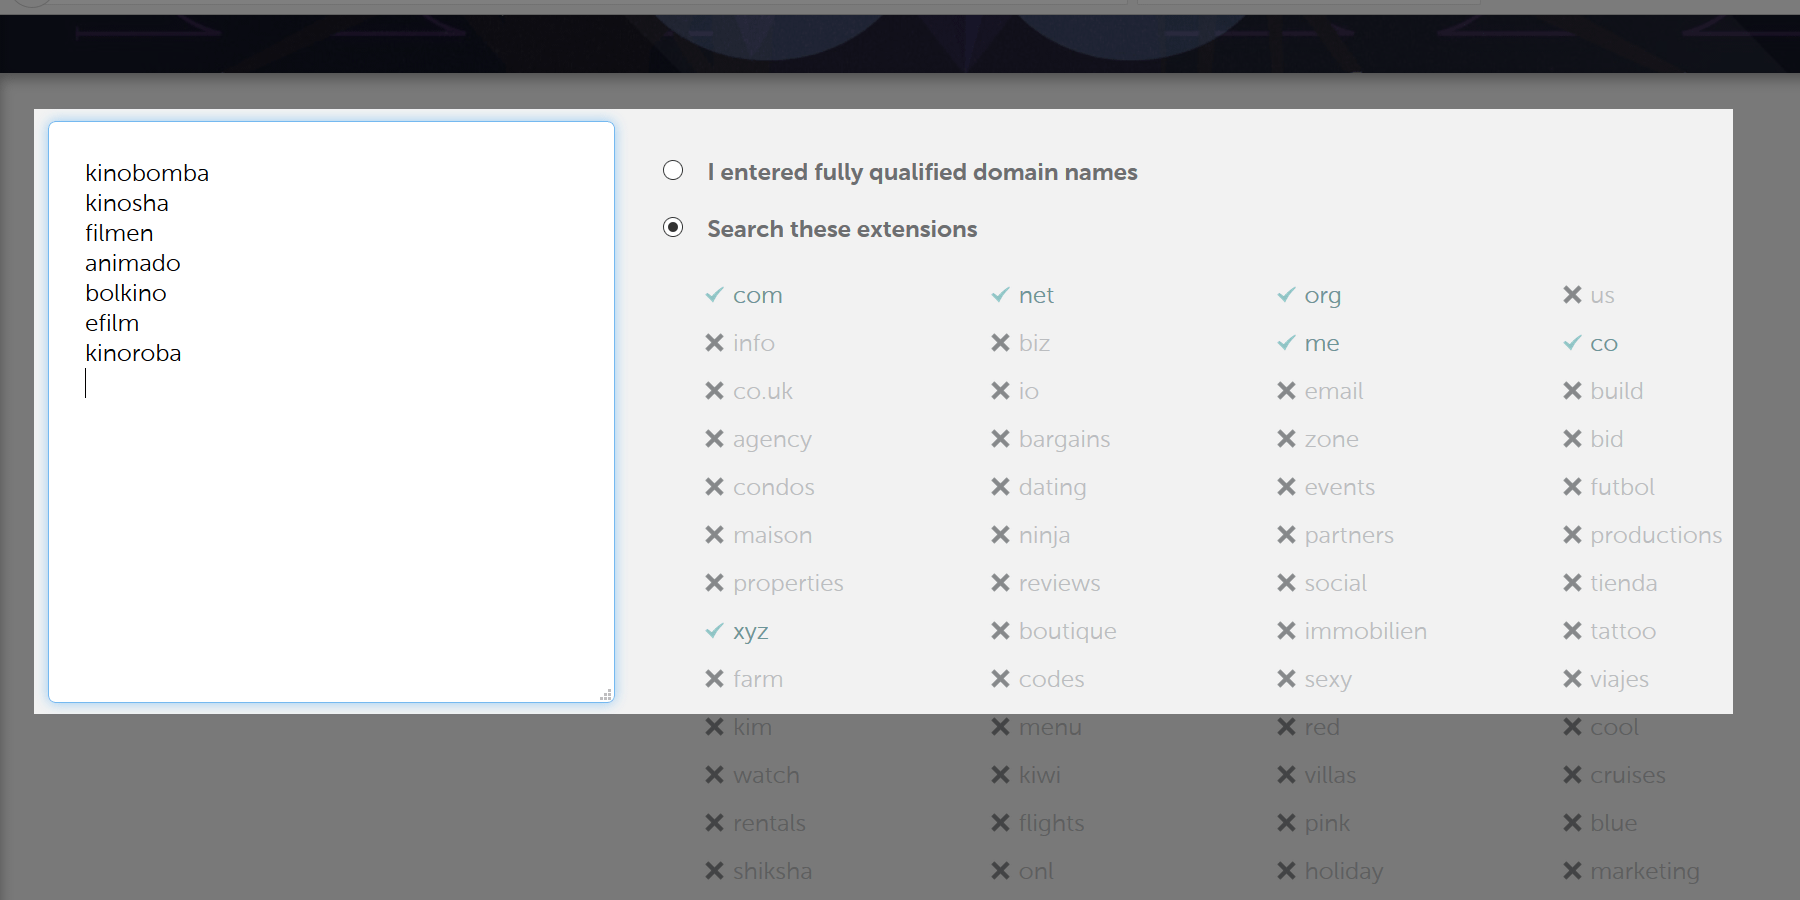 kinobomba
kinosha
filmen
animado
bolkino
efilm
kinoroba
I entered fully qualified domain names
Search these extensions
com net org us
info biz me co
co.uk io email build
agency bargains zone bid
condos dating events futbol
maison ninja partners productions
properties reviews social tienda
xyz boutique immobilien tattoo
farm codes sexy viajes
kim menu red cool
watch kiwi villas cruises
rentals flights pink blue
shiksha onl holiday marketing